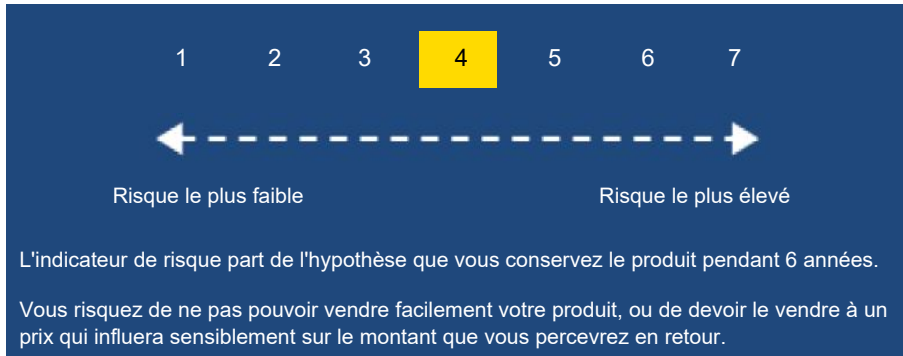 1 2 3 4 5 6 7
Risque le plus faible Risque le plus élevé
L'indicateur de risque part de l'hypothèse que vous conservez le produit pendant 6 années.
Vous risquez de ne pas pouvoir vendre facilement votre produit, ou de devoir le vendre à un
prix qui influera sensiblement sur le montant que vous percevrez en retour.